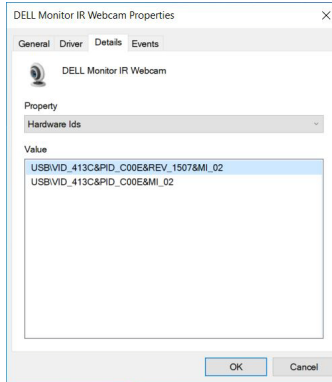 DELL Monitor IR Webcam Properties
General Driver Details Events
DELL Monitor IR Webcam
Property
Hardware Ids
Value
USB\VID_413C&PID_C00E&REV_1507&MI_02
USB\VID_413C&PID_C00E&MI_02
OK Cancel